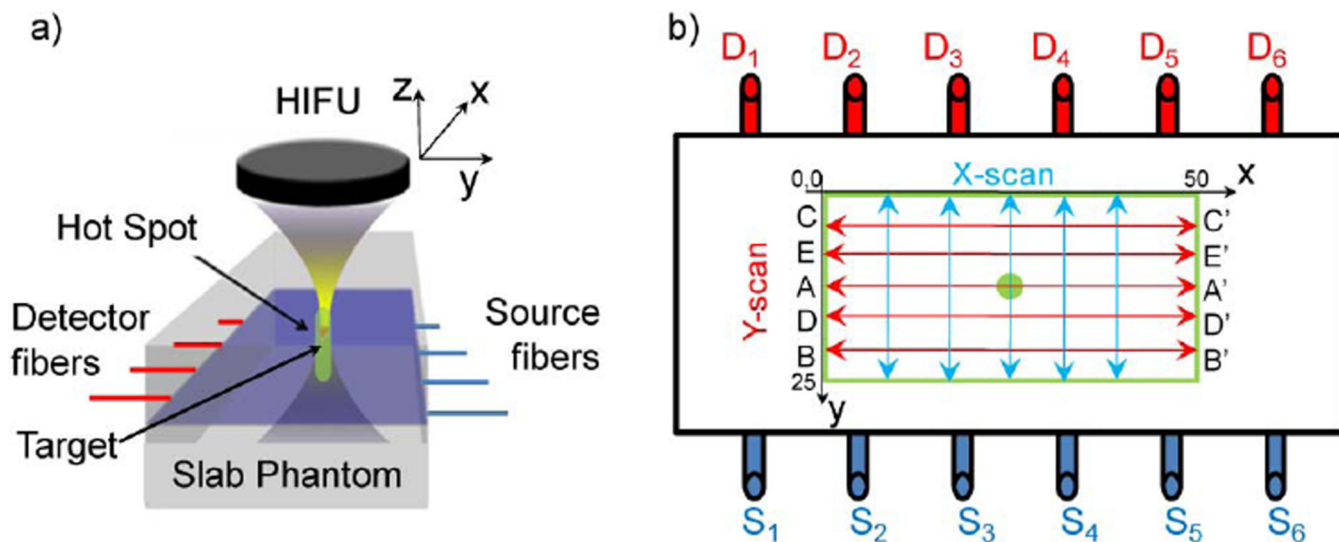 a)
HIFU
z
x
y
Hot Spot
Detector
fibers
Source
fibers
Target
Slab Phantom
b)
D1 D2 D3 D4 D5 D6
0,0 X-scan 50 x
Y-scan
C C'
E E'
A A'
D D'
B B'
25
y
S1 S2 S3 S4 S5 S6